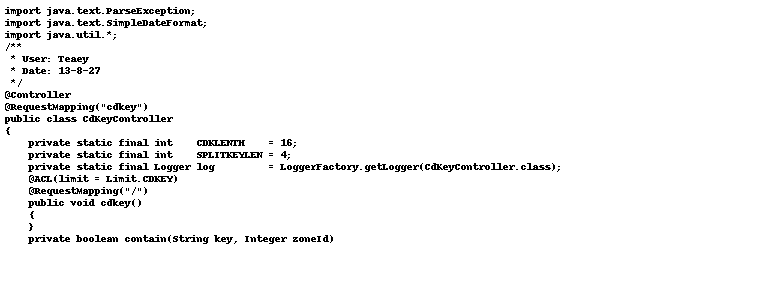 import java.text.ParseException;
import java.text.SimpleDateFormat;
import java.util.*;
/**
 * User: Teaey
 * Date: 13-8-27
 */
@Controller
@RequestMapping("cdkey")
public class CdKeyController
{
    private static final int    CDKLENTH    = 16;
    private static final int    SPLITKEYLEN = 4;
    private static final Logger log         = LoggerFactory.getLogger(CdKeyController.class);
    @ACL(limit = Limit.CDKEY)
    @RequestMapping("/")
    public void cdkey()
    {
    }
    private boolean contain(String key, Integer zoneId)